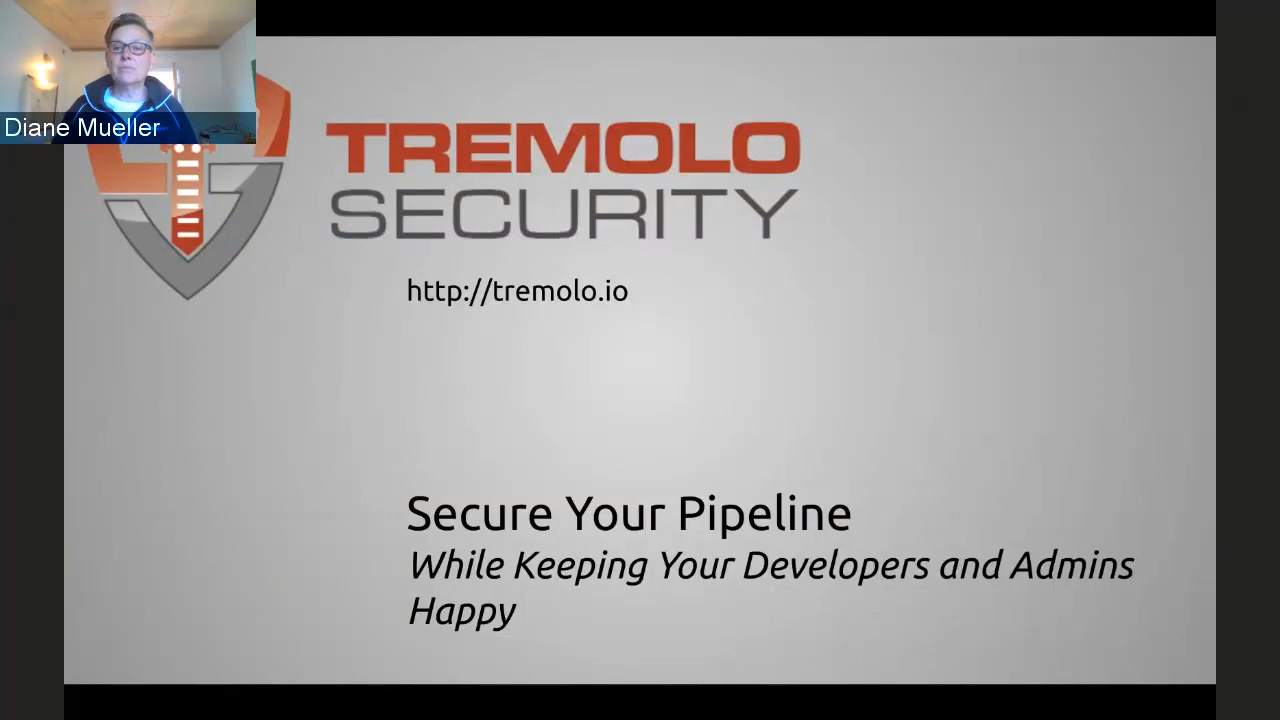 Diane Mueller
TREMOLO
SECURITY
http://tremolo.io
Secure Your Pipeline
While Keeping Your Developers and Admins
Happy